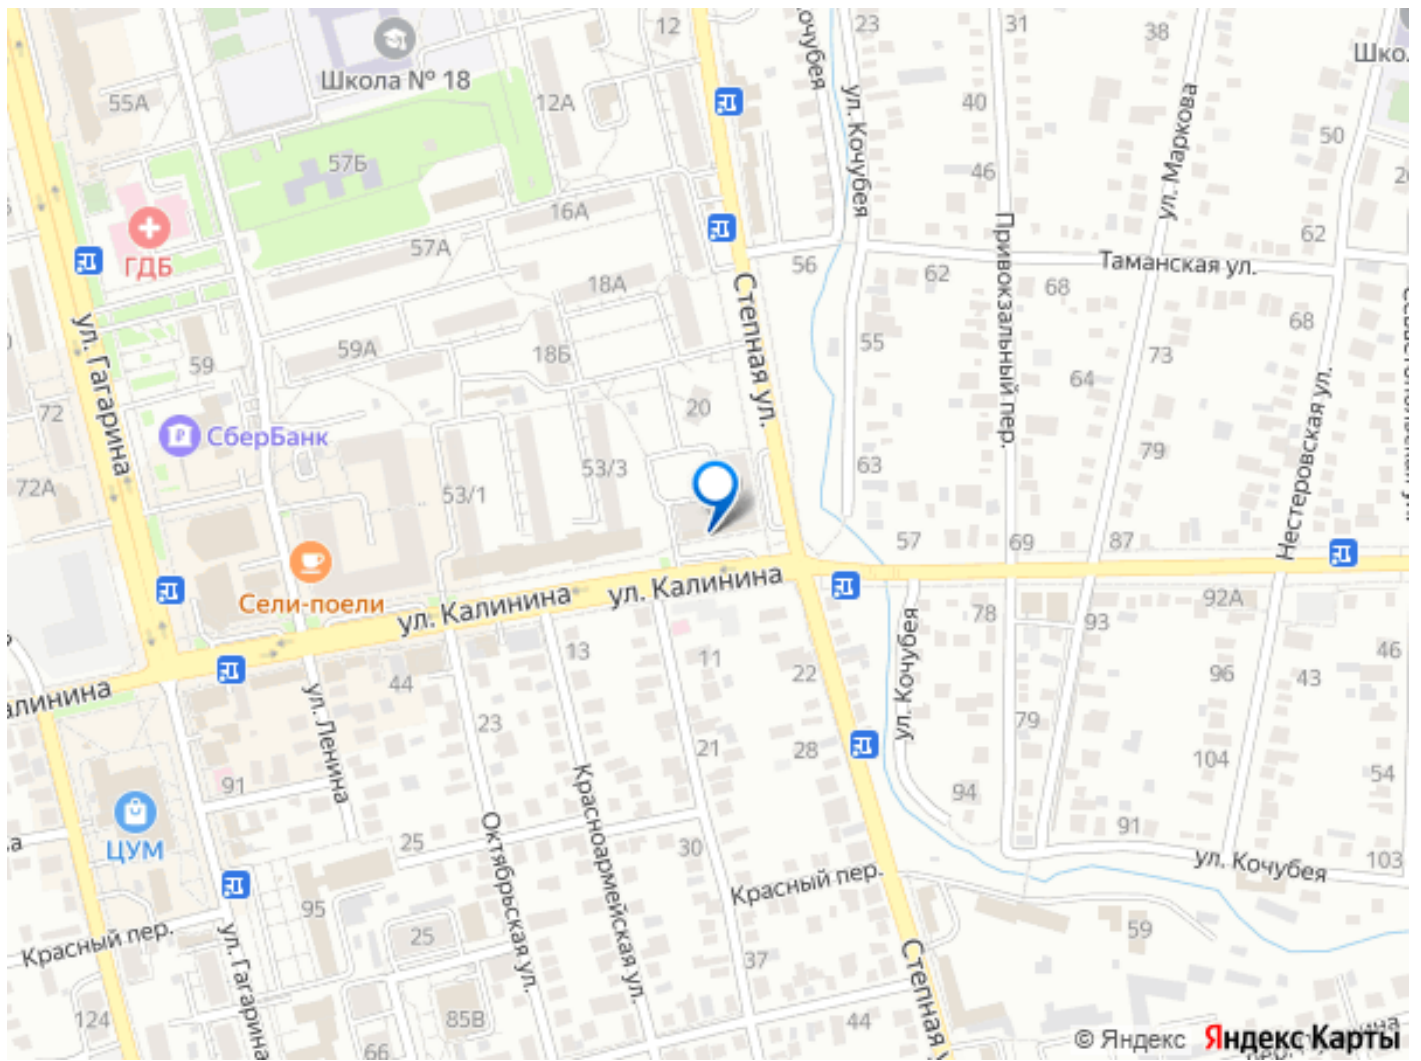 12
ул. Кочубея
23
31
38
Школа № 18
Шко
55А
12А
40
ул. Кочубея
ул. Маркова
50
57Б
46
16А
57А
ГДБ
Привокзальный пер.
62
56
62
Таманская ул.
68
18А
Степная ул.
ул. Гагарина
59
59А
18Б
55
73
68
64
72
20
СберБанк
79
Нестеровская ул.
72А
53/1
53/3
63
57
69
87
Сели-поели
ул. Калинина
ул. Калинина
78
92А
93
ул. Кочубея
13
11
22
46
96
43
алинина
44
ул. Ленина
23
21
28
79
104
54
91
Красноармейская ул.
94
ЦУМ
Октябрьская ул.
25
30
91
ул. Кочубея
103
Красный пер.
95
25
59
Красный пер.
ул. Гагарина
37
Степная у
124
85В
66
44
© Яндекс Яндекс Карты